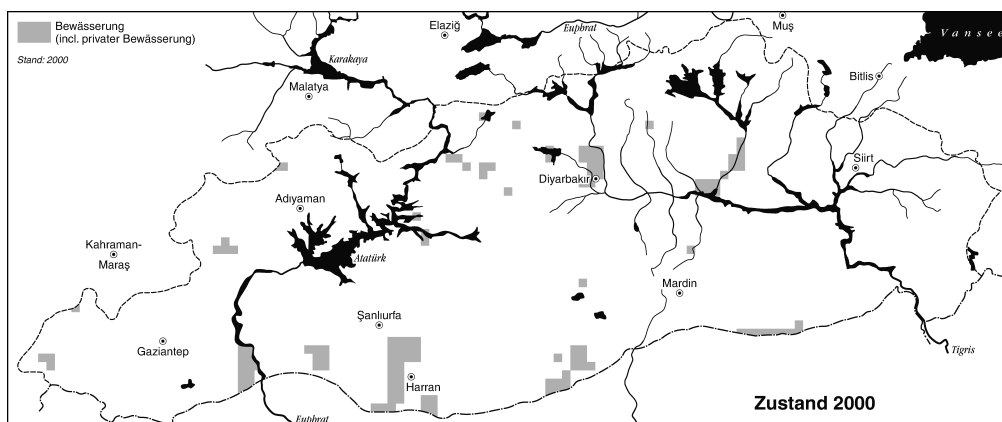 Bewässerung
(incl. privater Bewässerung)
Stand: 2000
Elaziğ
Euphrat
Muş
Vansee
Karakaya
Malatya
Bitlis
Siirt
Diyarbakır
Adıyaman
Kahraman-
Maraş
Atatürk
Mardin
Şanlıurfa
Gaziantep
Tigris
Harran
Zustand 2000
Euphrat